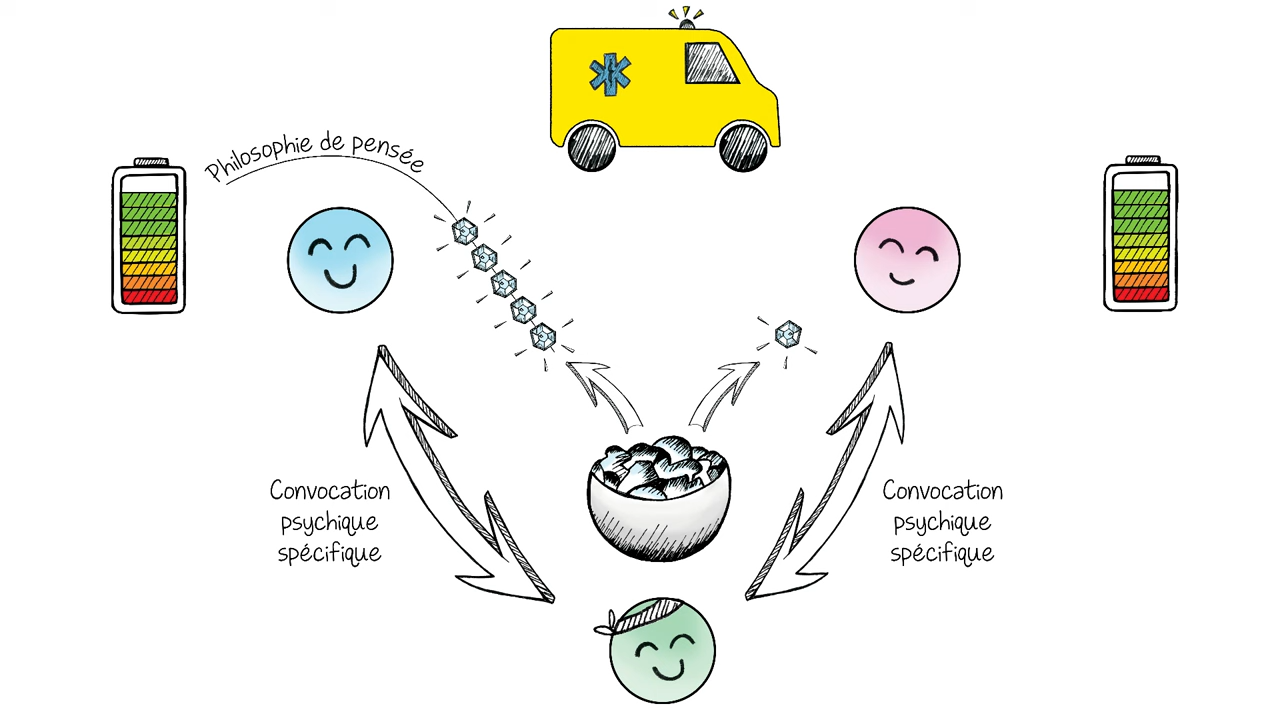 Philosophie de pensée
Convocation
psychique
spécifique
Convocation
psychique
spécifique